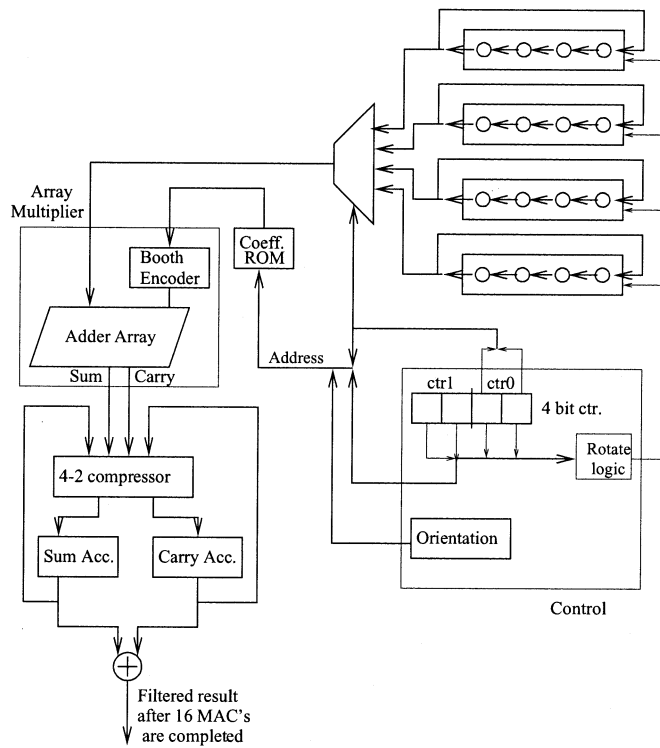 Array
Multiplier
Booth
Encoder
Coeff.
ROM
Adder Array
Sum
Carry
Address
ctr1
ctr0
4 bit ctr.
Rotate
logic
4-2 compressor
Orientation
Sum Acc.
Carry Acc.
Control
Filtered result
after 16 MAC's
are completed